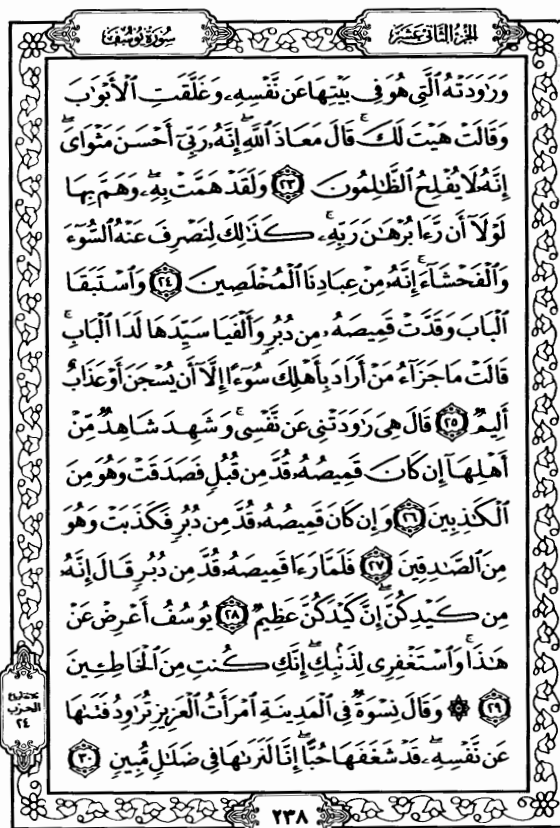 الجزء الثاني عشر
سورة يوسف
وَرَٰوَدَتْهُ ٱلَّتِى هُوَ فِى بَيْتِهَا عَن نَّفْسِهِۦ وَغَلَّقَتِ ٱلْأَبْوَٰبَ
وَقَالَتْ هَيْتَ لَكَ ۚ قَالَ مَعَاذَ ٱللَّهِ ۖ إِنَّهُۥ رَبِّىٓ أَحْسَنَ مَثْوَاىَ ۖ
إِنَّهُۥ لَا يُفْلِحُ ٱلظَّٰلِمُونَ ٢٣ وَلَقَدْ هَمَّتْ بِهِۦ ۖ وَهَمَّ بِهَا
لَوْلَآ أَن رَّءَا بُرْهَٰنَ رَبِّهِۦ ۚ كَذَٰلِكَ لِنَصْرِفَ عَنْهُ ٱلسُّوٓءَ
وَٱلْفَحْشَآءَ ۚ إِنَّهُۥ مِنْ عِبَادِنَا ٱلْمُخْلَصِينَ ٢٤ وَٱسْتَبَقَا
ٱلْبَابَ وَقَدَّتْ قَمِيصَهُۥ مِن دُبُرٍ وَأَلْفَيَا سَيِّدَهَا لَدَا ٱلْبَابِ ۚ
قَالَتْ مَا جَزَآءُ مَنْ أَرَادَ بِأَهْلِكَ سُوٓءًا إِلَّآ أَن يُسْجَنَ أَوْ عَذَابٌ
أَلِيمٌ ٢٥ قَالَ هِىَ رَٰوَدَتْنِى عَن نَّفْسِى ۚ وَشَهِدَ شَاهِدٌ مِّنْ
أَهْلِهَآ إِن كَانَ قَمِيصُهُۥ قُدَّ مِن قُبُلٍ فَصَدَقَتْ وَهُوَ مِنَ
ٱلْكَٰذِبِينَ ٢٦ وَإِن كَانَ قَمِيصُهُۥ قُدَّ مِن دُبُرٍ فَكَذَبَتْ وَهُوَ
مِنَ ٱلصَّٰدِقِينَ ٢٧ فَلَمَّا رَءَا قَمِيصَهُۥ قُدَّ مِن دُبُرٍ قَالَ إِنَّهُۥ
مِن كَيْدِكُنَّ ۖ إِنَّ كَيْدَكُنَّ عَظِيمٌ ٢٨ يُوسُفُ أَعْرِضْ عَنْ
هَٰذَا ۚ وَٱسْتَغْفِرِى لِذَنۢبِكِ ۖ إِنَّكِ كُنتِ مِنَ ٱلْخَاطِـِٔينَ
٢٩ ۞ وَقَالَ نِسْوَةٌ فِى ٱلْمَدِينَةِ ٱمْرَأَتُ ٱلْعَزِيزِ تُرَٰوِدُ فَتَىٰهَا
عَن نَّفْسِهِۦ ۖ قَدْ شَغَفَهَا حُبًّا ۖ إِنَّا لَنَرَىٰهَا فِى ضَلَٰلٍ مُّبِينٍ ٣٠
الحزب
٢٤
٢٣٨